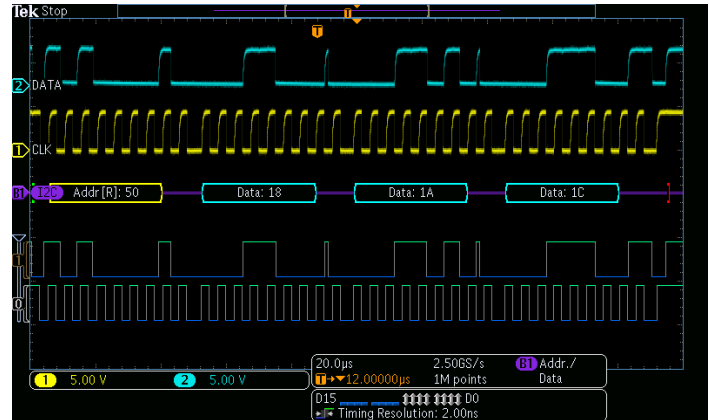 Tek Stop
T
T
2 DATA
1 CLK
B1 I2C Addr[R]: 50 Data: 18 Data: 1A Data: 1C
1
0
1 5.00 V 2 5.00 V
20.0µs 2.50GS/s B1 Addr./
T→▼12.00000µs 1M points Data
D15 D0
Timing Resolution: 2.00ns